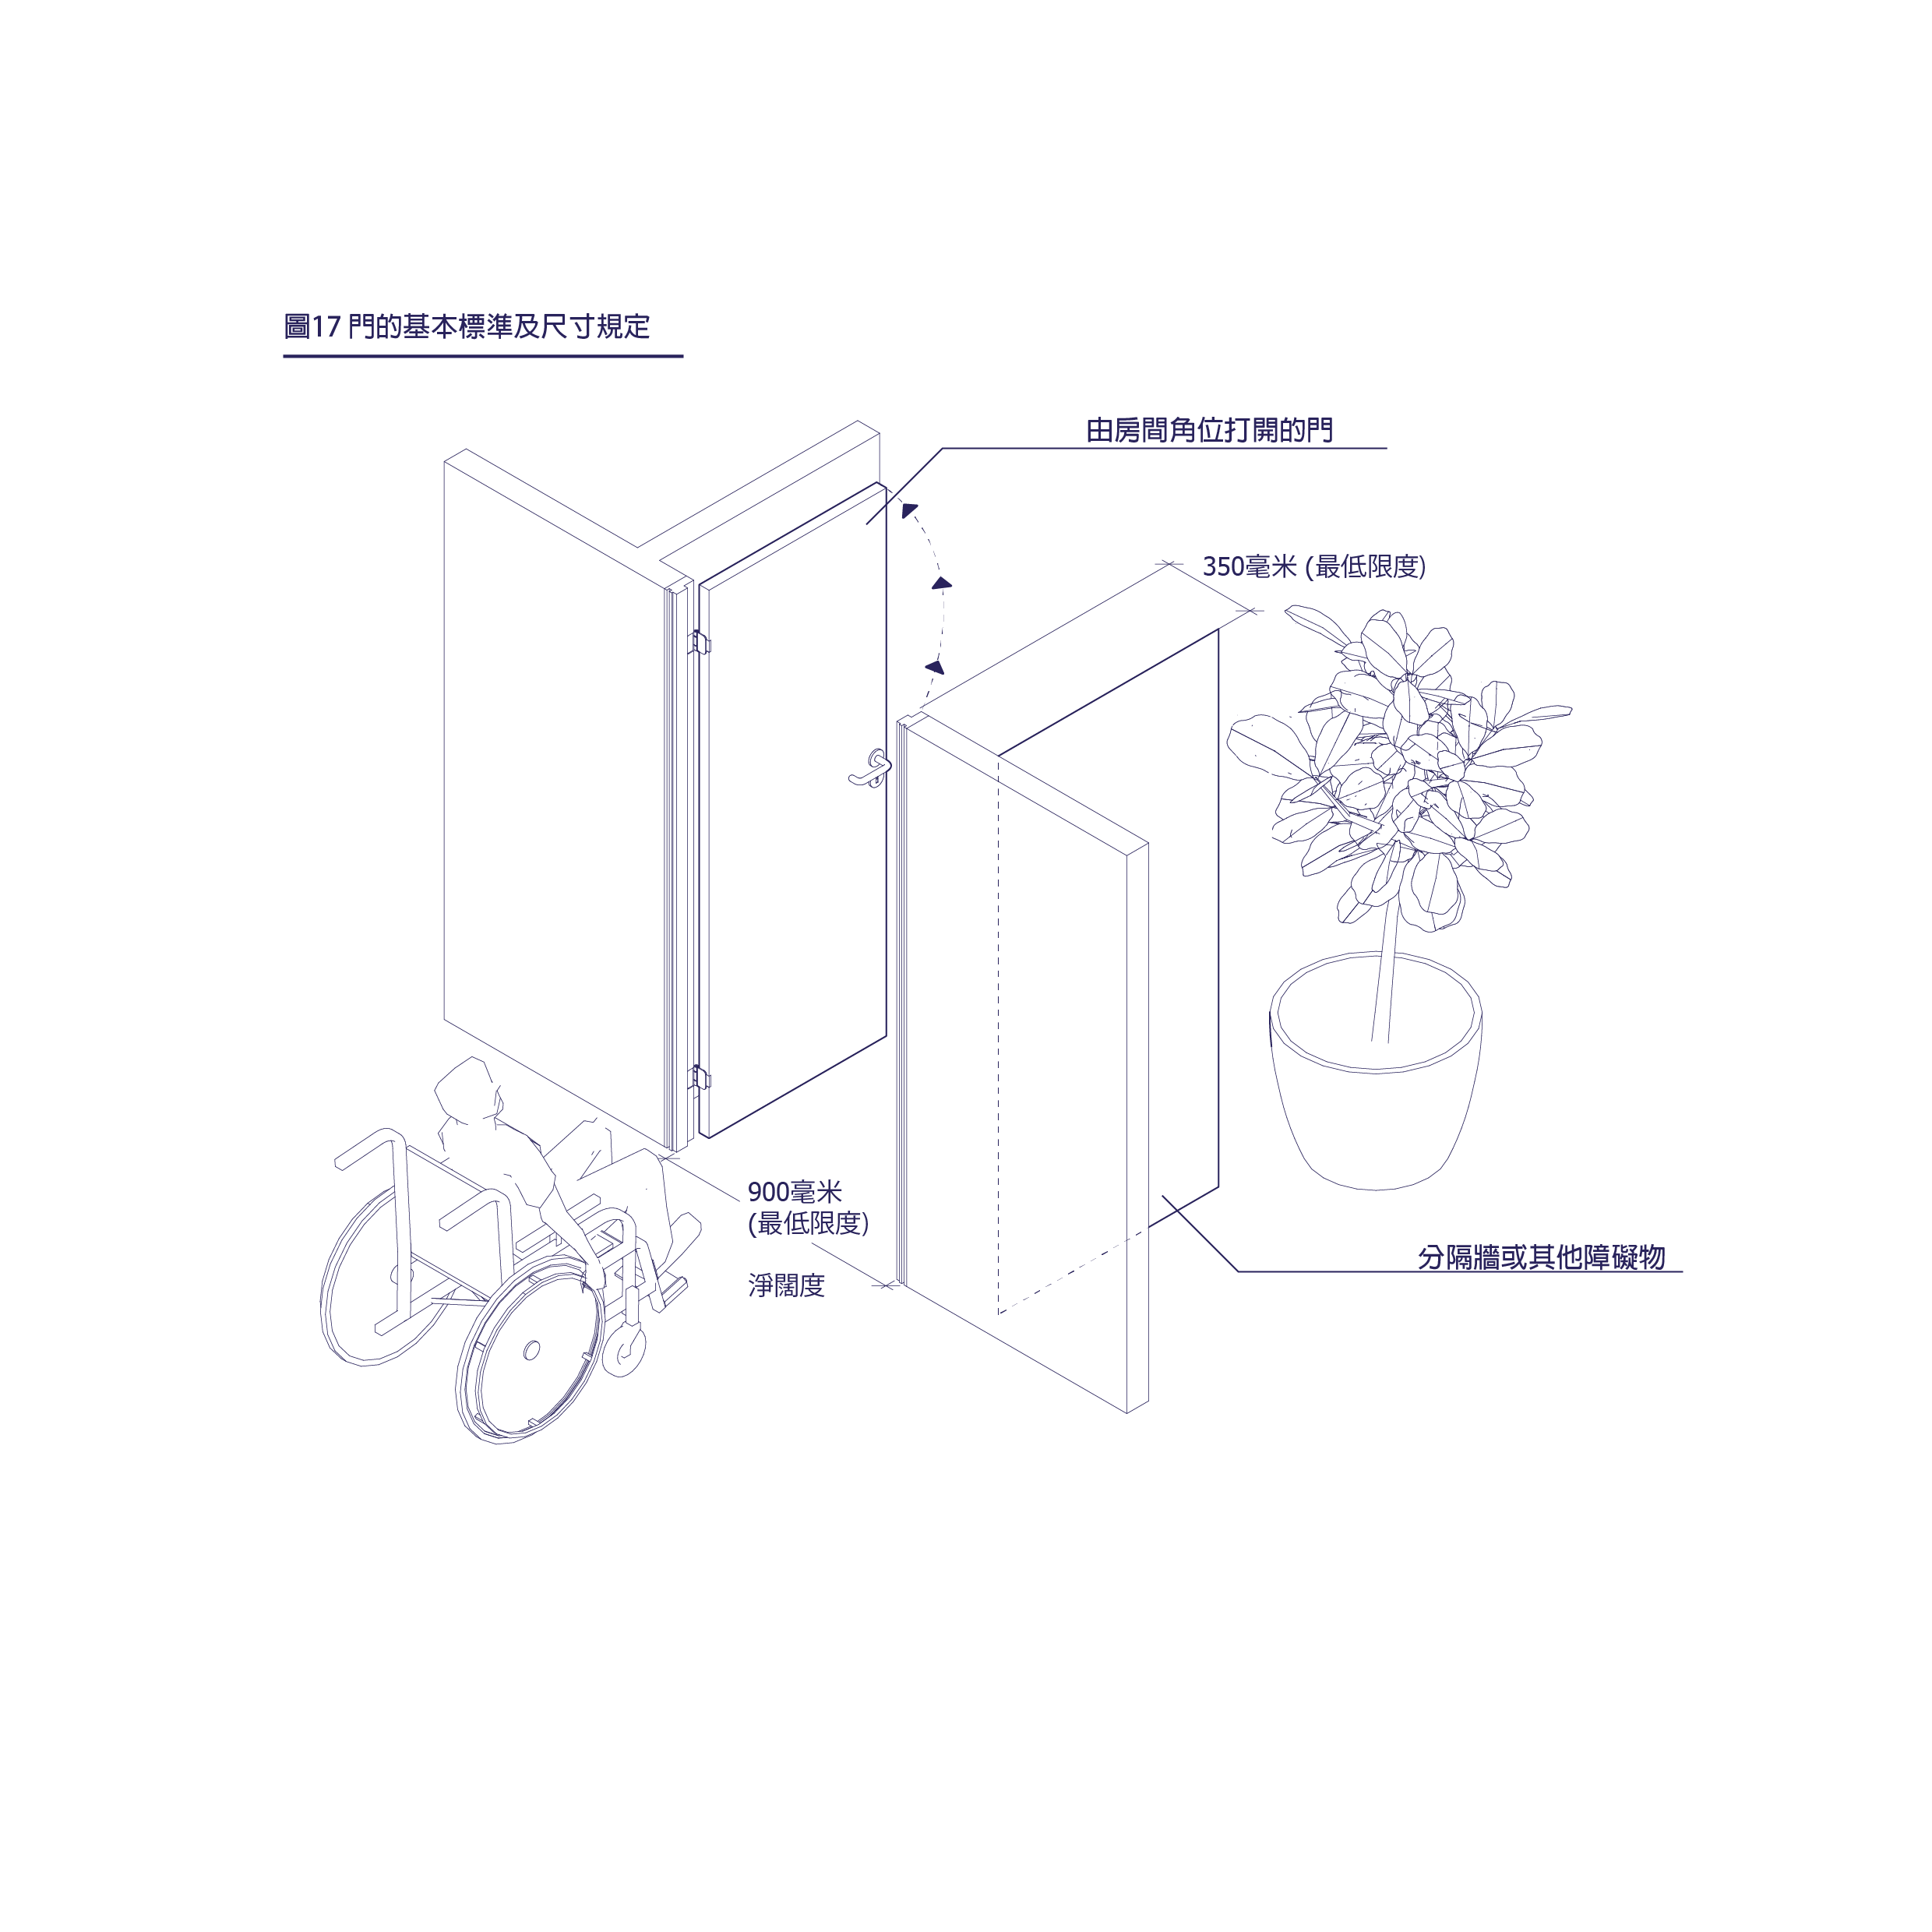 圖17 門的基本標準及尺寸規定
由房間角位打開的門
350毫米 (最低限度)
900毫米
(最低限度)
淨闊度
分隔牆或其他障礙物